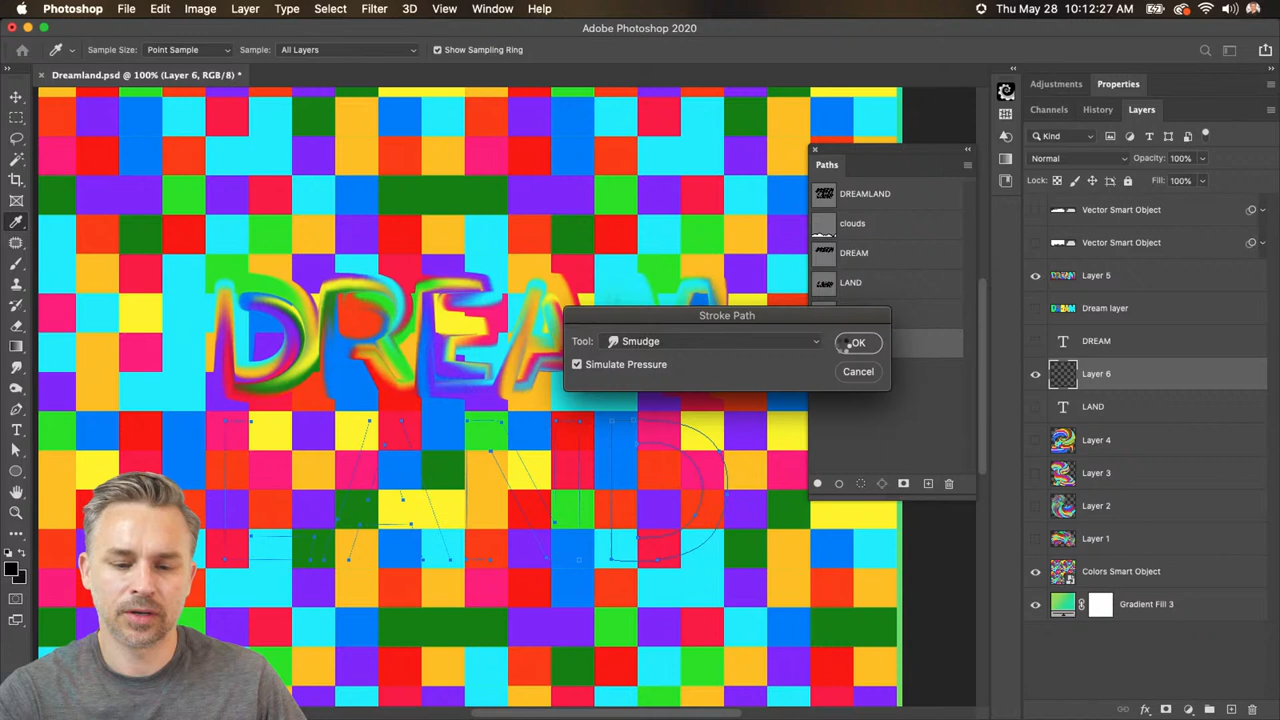 Photoshop File Edit Image Layer Type Select Filter 3D View Window Help Thu May 28 10:12:27 AM
Adobe Photoshop 2020
Sample Size: Point Sample Sample: All Layers Show Sampling Ring
Dreamland.psd @ 100% (Layer 6, RGB/8) *
Adjustments Properties
Channels History Layers
Kind
Normal Opacity: 100%
Lock: Fill: 100%
Paths
DREAMLAND
clouds
DREAM
LAND
Vector Smart Object
Vector Smart Object
Layer 5
Dream layer
T DREAM
Layer 6
T LAND
Layer 4
Layer 3
Layer 2
Layer 1
Colors Smart Object
Gradient Fill 3
DREAM
Stroke Path
Tool: Smudge OK
Simulate Pressure
Cancel
LAND